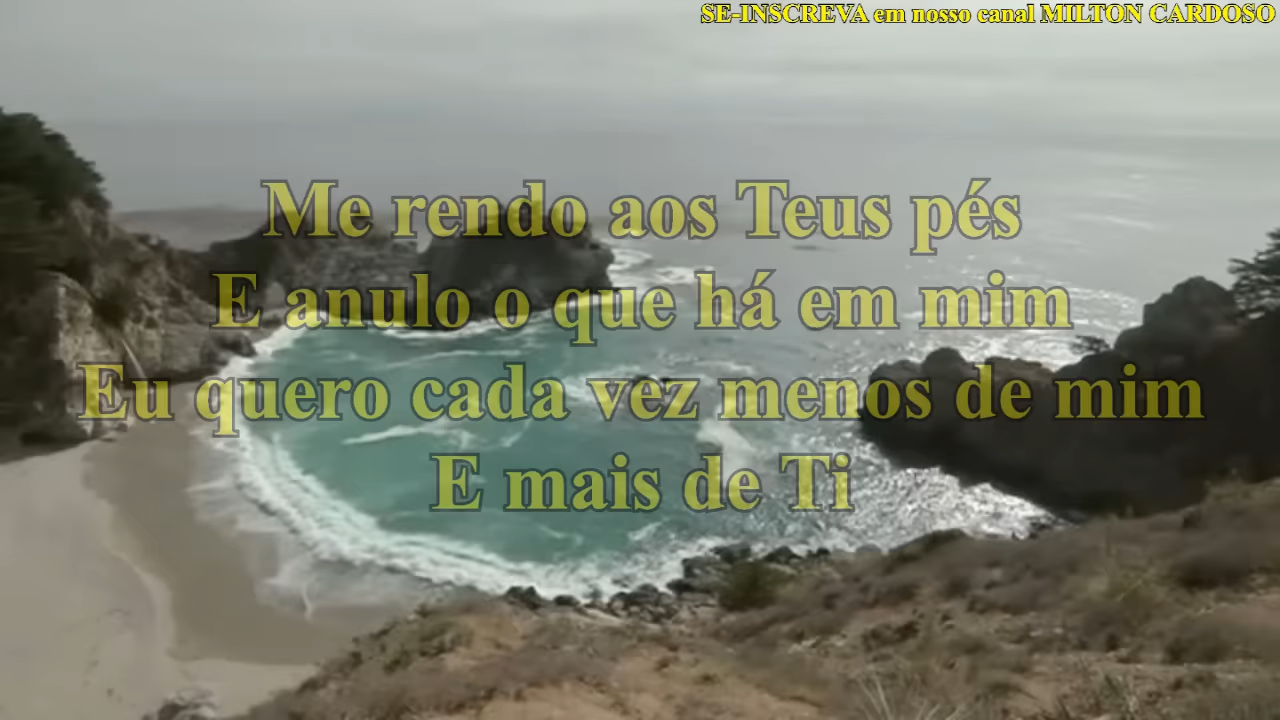 SE-INSCREVA em nosso canal MILTON CARDOSO
Me rendo aos Teus pés
E anulo o que há em mim
Eu quero cada vez menos de mim
E mais de Ti